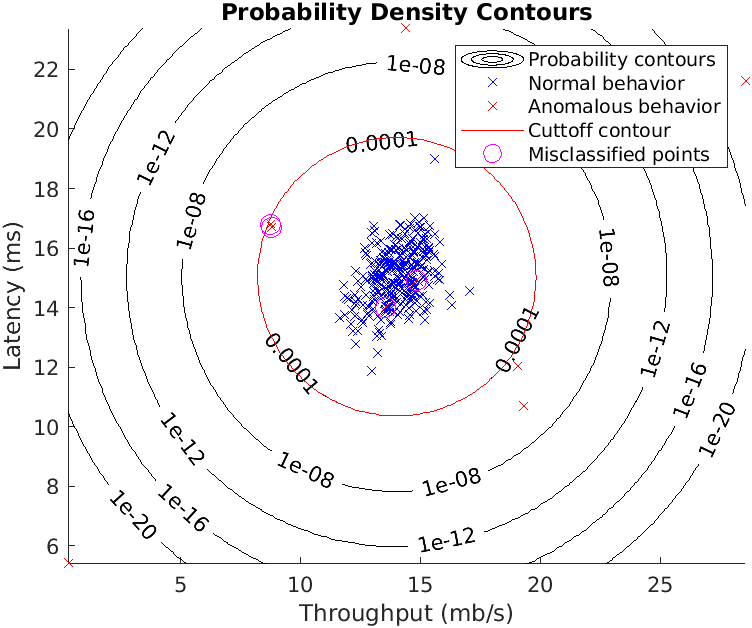 Probability Density Contours
Probability contours
Normal behavior
Anomalous behavior
Cuttoff contour
Misclassified points
22
20
18
16
14
12
10
8
6
5
10
15
20
25
Latency (ms)
Throughput (mb/s)
1e-08
0.0001
1e-12
1e-08
1e-16
1e-08
0.0001
0.0001
1e-12
1e-16
1e-20
1e-12
1e-08
1e-08
1e-16
1e-20
1e-12